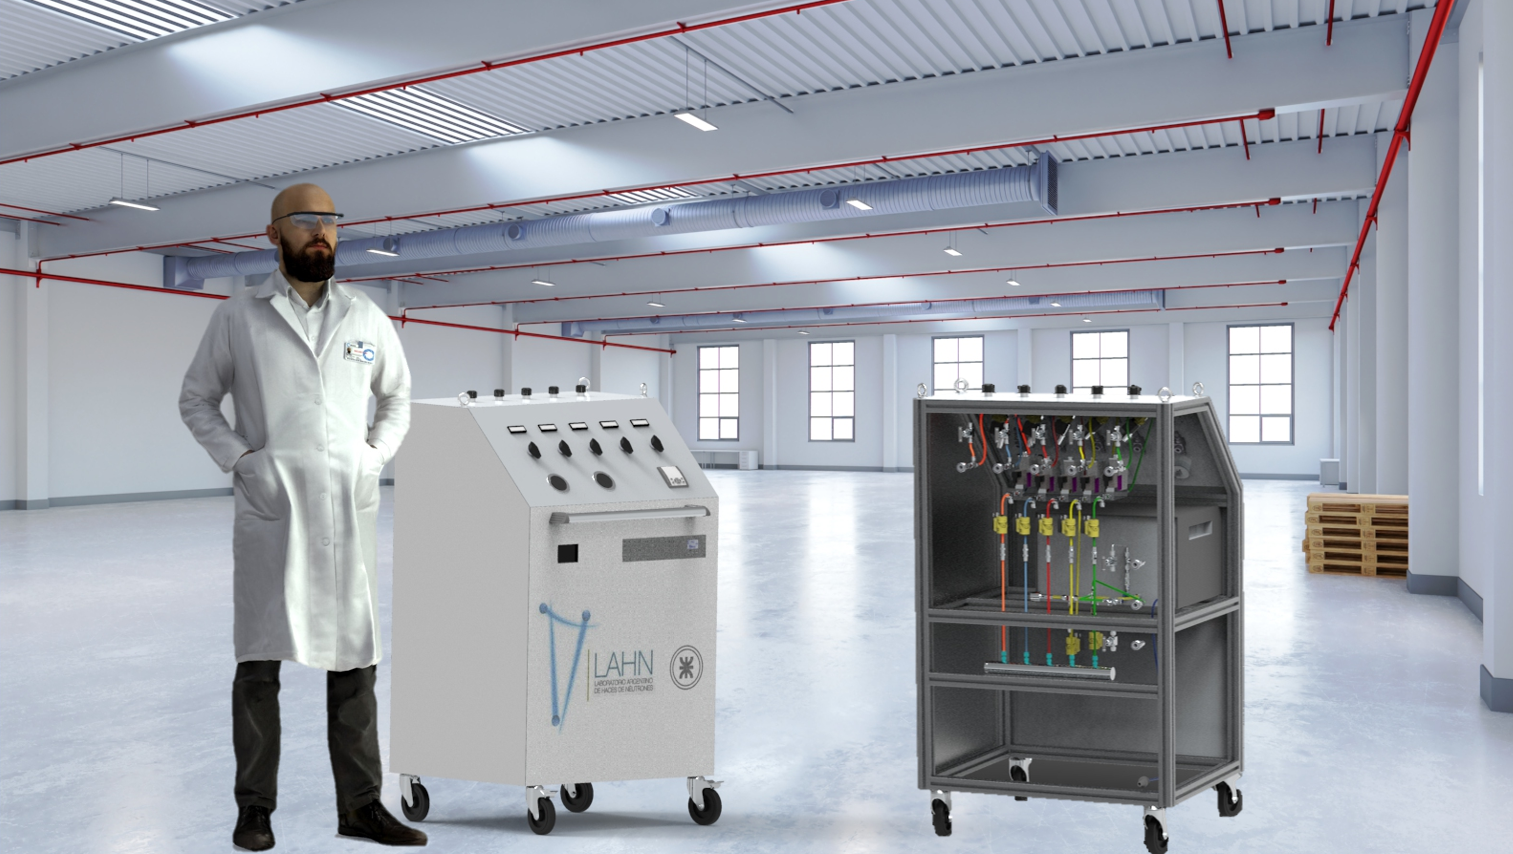 LAHN
LABORATORIO ARGENTINO
DE HACES DE NEUTRONES